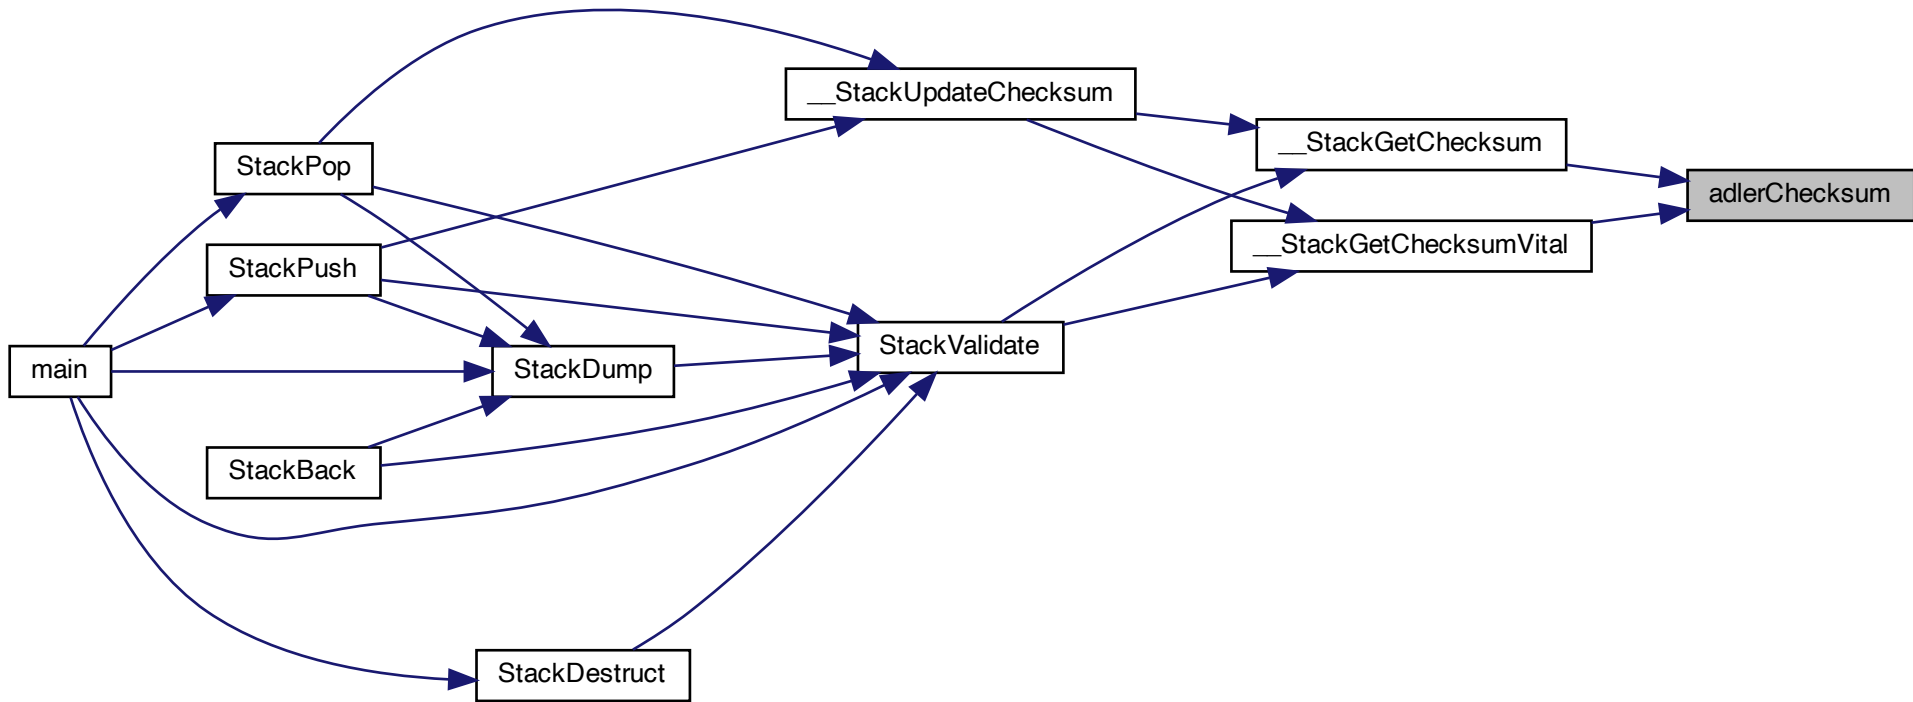 __StackUpdateChecksum
__StackGetChecksum
StackPop
adlerChecksum
__StackGetChecksumVital
StackPush
StackValidate
main
StackDump
StackBack
StackDestruct